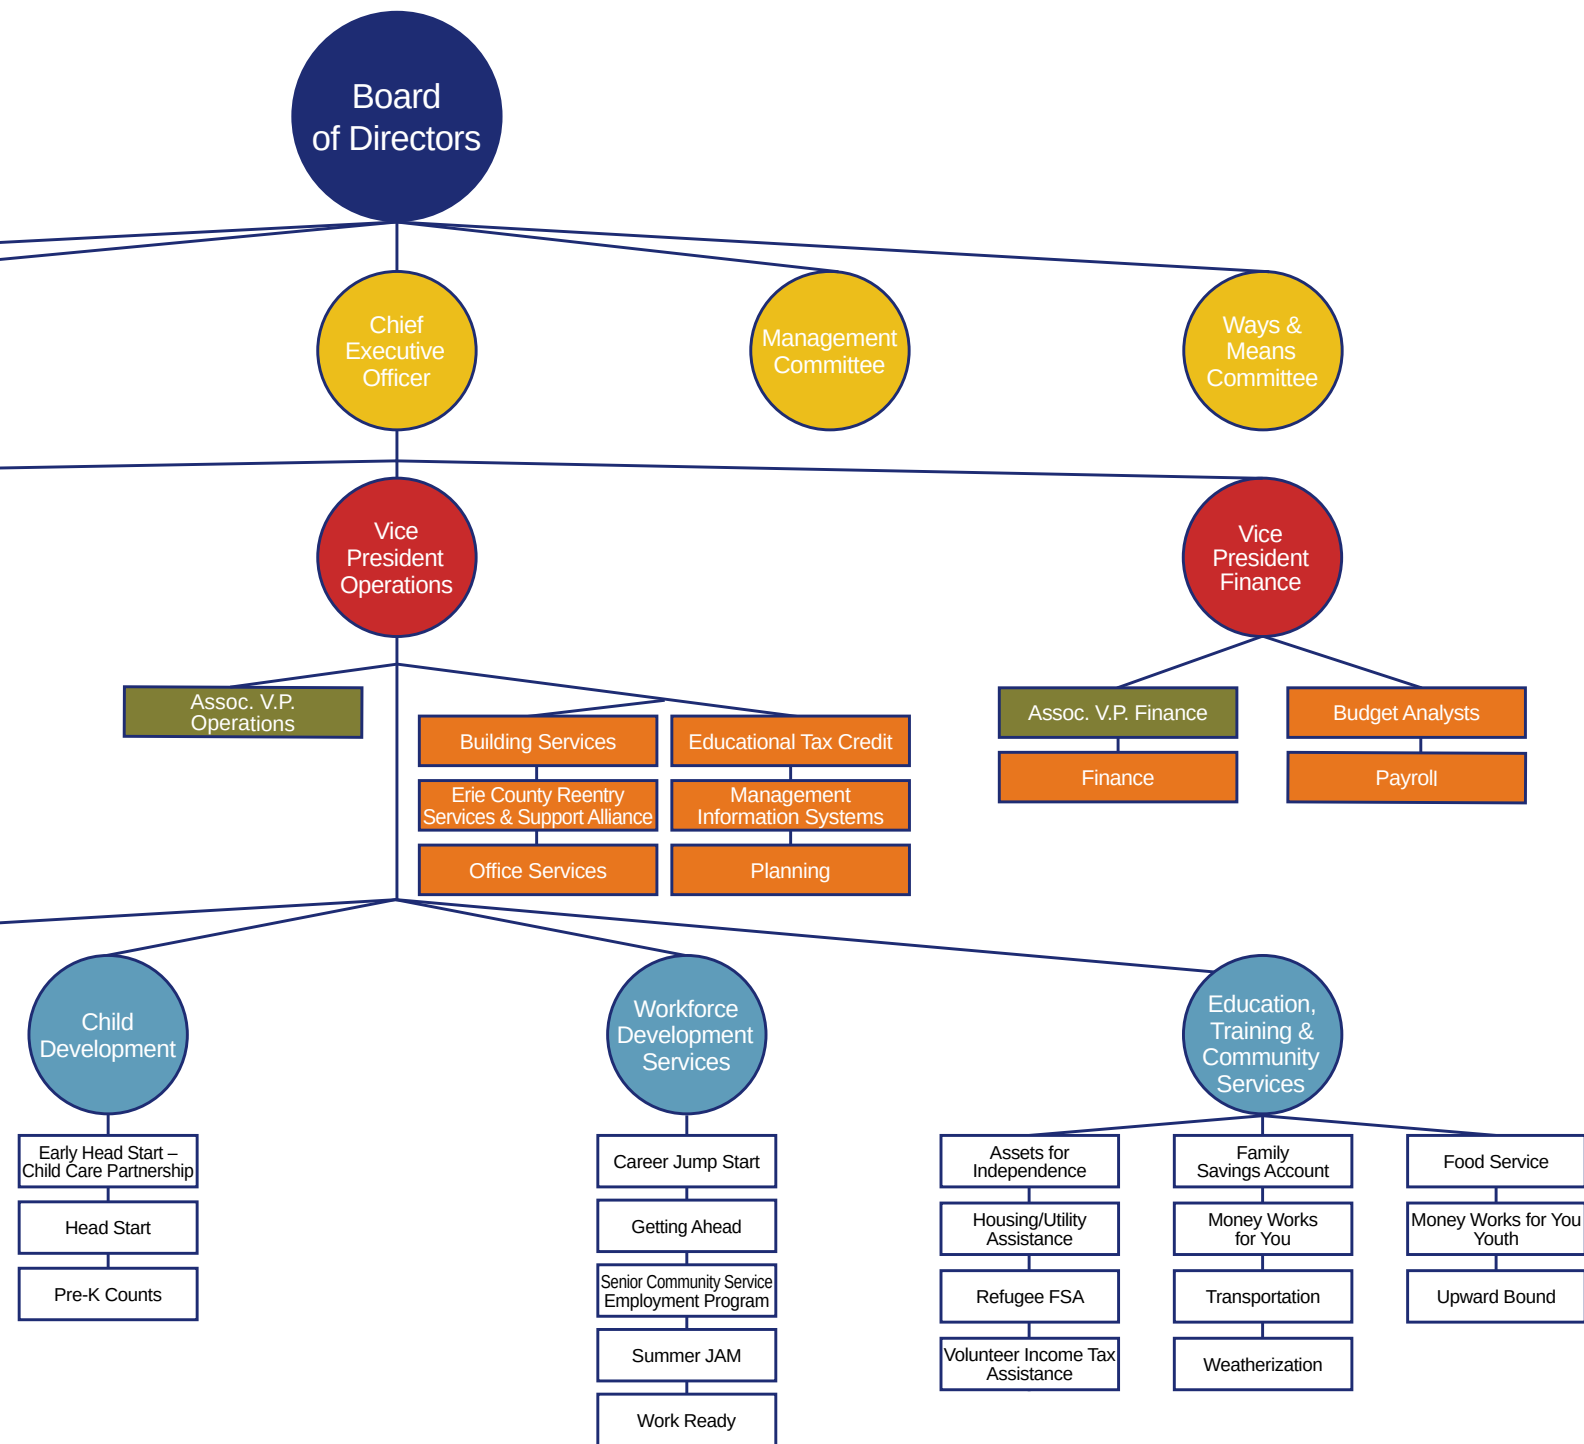 Board
of Directors
Chief
Executive
Officer
Management
Committee
Ways &
Means
Committee
Vice
President
Operations
Vice
President
Finance
Assoc. V.P.
Operations
Building Services
Educational Tax Credit
Erie County Reentry
Services & Support Alliance
Management
Information Systems
Office Services
Planning
Assoc. V.P. Finance
Budget Analysts
Finance
Payroll
Child
Development
Workforce
Development
Services
Education,
Training &
Community
Services
Early Head Start –
Child Care Partnership
Head Start
Pre-K Counts
Career Jump Start
Getting Ahead
Senior Community Service
Employment Program
Summer JAM
Work Ready
Assets for
Independence
Housing/Utility
Assistance
Refugee FSA
Volunteer Income Tax
Assistance
Family
Savings Account
Money Works
for You
Transportation
Weatherization
Food Service
Money Works for You
Youth
Upward Bound